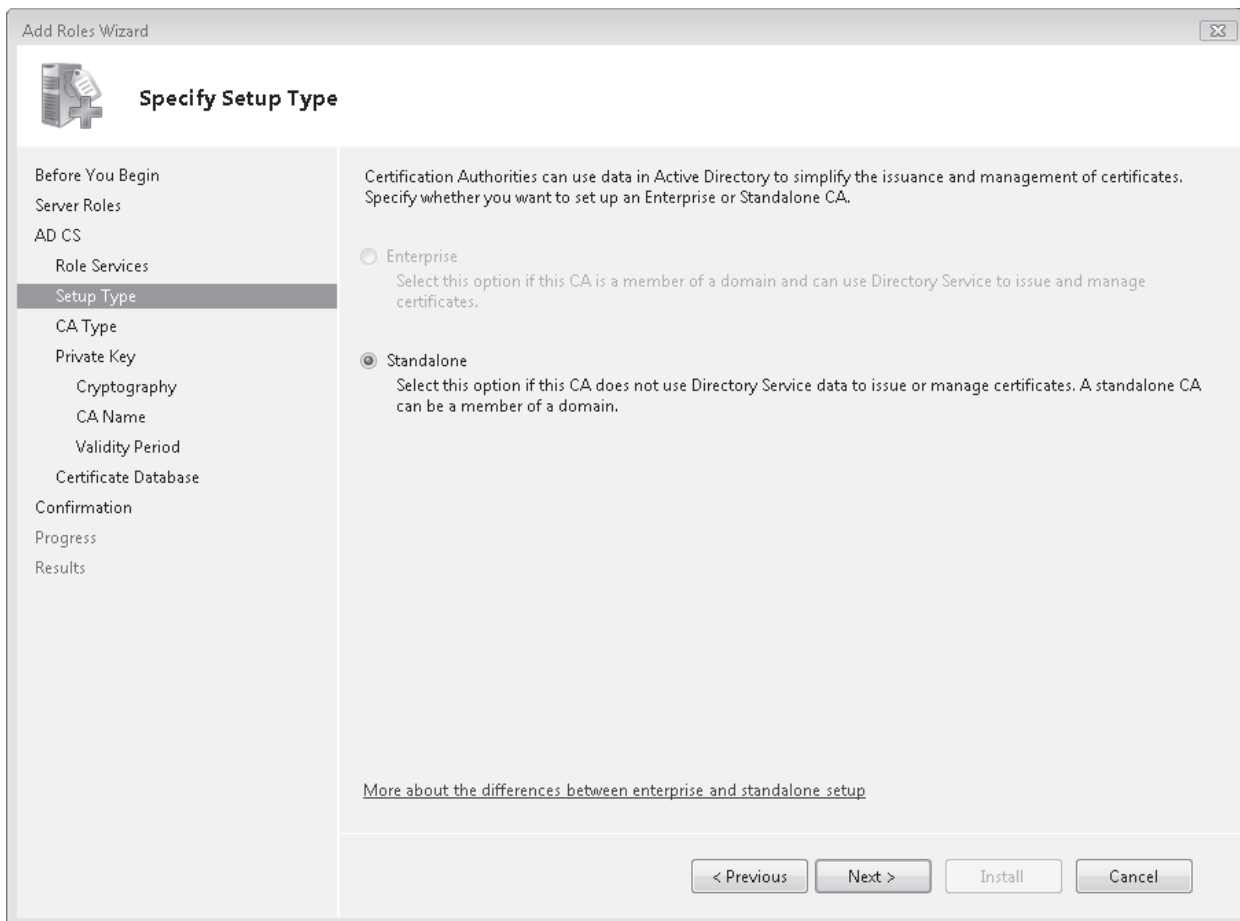 Add Roles Wizard
Specify Setup Type
Before You Begin
Server Roles
AD CS
Role Services
Setup Type
CA Type
Private Key
Cryptography
CA Name
Validity Period
Certificate Database
Confirmation
Progress
Results
Certification Authorities can use data in Active Directory to simplify the issuance and management of certificates.
Specify whether you want to set up an Enterprise or Standalone CA.
Enterprise
Select this option if this CA is a member of a domain and can use Directory Service to issue and manage
certificates.
Standalone
Select this option if this CA does not use Directory Service data to issue or manage certificates. A standalone CA
can be a member of a domain.
More about the differences between enterprise and standalone setup
< Previous
Next >
Install
Cancel